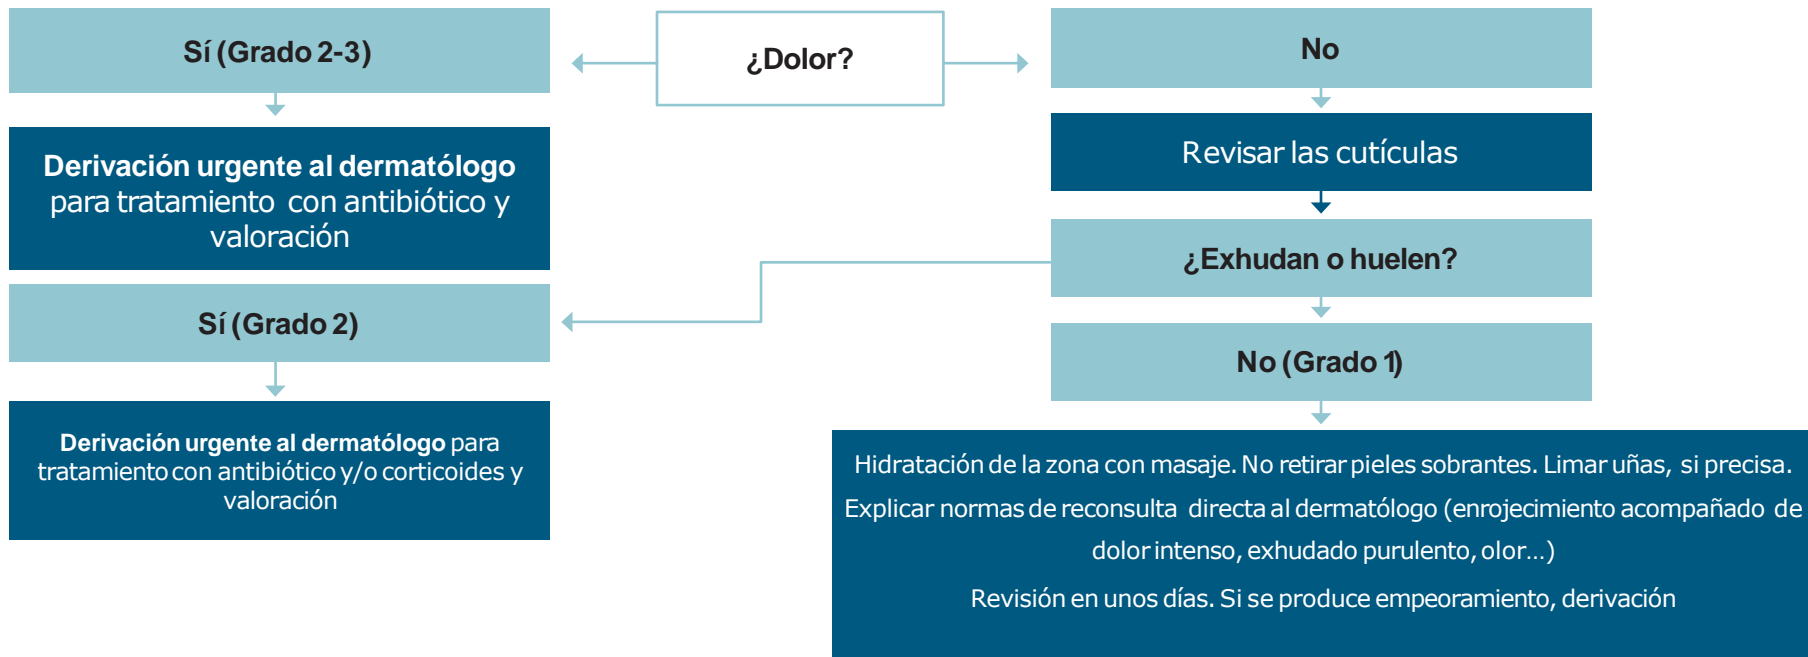 ¿Dolor?
Sí (Grado 2-3)
Derivación urgente al dermatólogo
para tratamiento con antibiótico y
valoración
No
Revisar las cutículas
¿Exhudan o huelen?
Sí (Grado 2)
Derivación urgente al dermatólogo para
tratamiento con antibiótico y/o corticoides y
valoración
No (Grado 1)
Hidratación de la zona con masaje. No retirar pieles sobrantes. Limar uñas, si precisa.
Explicar normas de reconsulta directa al dermatólogo (enrojecimiento acompañado de
dolor intenso, exhudado purulento, olor...)
Revisión en unos días. Si se produce empeoramiento, derivación